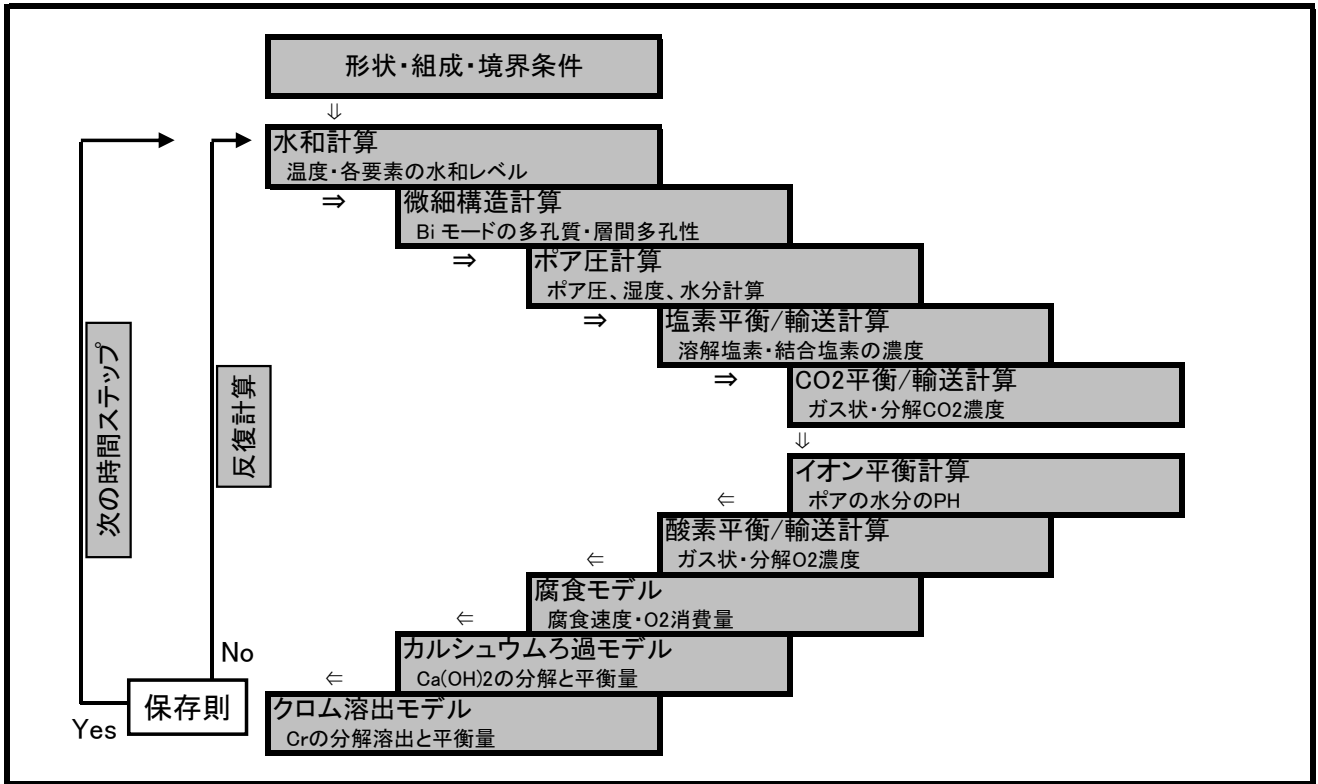 形状・組成・境界条件
⇓
水和計算
温度・各要素の水和レベル
⇒
微細構造計算
Bi モードの多孔質・層間多孔性
⇒
ポア圧計算
ポア圧、湿度、水分計算
⇒
塩素平衡/輸送計算
溶解塩素・結合塩素の濃度
⇒
CO2平衡/輸送計算
ガス状・分解CO2濃度
⇓
イオン平衡計算
ポアの水分のPH
⇐
酸素平衡/輸送計算
ガス状・分解O2濃度
⇐
腐食モデル
腐食速度・O2消費量
⇐
カルシュウムろ過モデル
Ca(OH)2の分解と平衡量
⇐
クロム溶出モデル
Crの分解溶出と平衡量
保存則
No
Yes
反復計算
次の時間ステップ